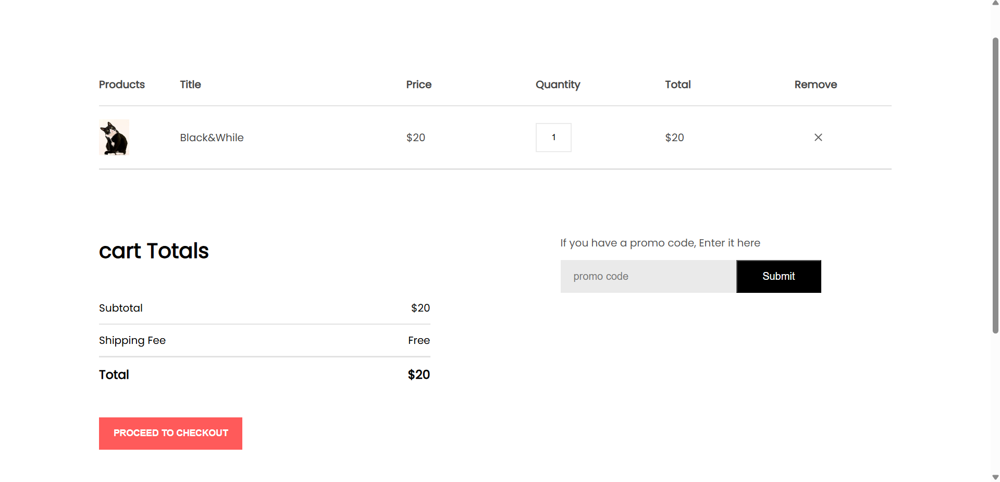 Products Title Price Quantity Total Remove
Black&While $20 1 $20
cart Totals
Subtotal $20
Shipping Fee Free
Total $20
PROCEED TO CHECKOUT
If you have a promo code, Enter it here
promo code Submit